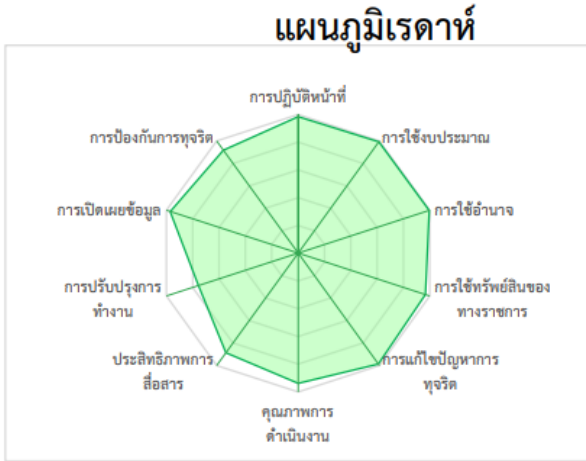 แผนภูมิเรดาห์
การปฏิบัติหน้าที่
การใช้งบประมาณ
การใช้อำนาจ
การใช้ทรัพย์สินของ
ทางราชการ
การแก้ไขปัญหาการ
ทุจริต
คุณภาพการ
ดำเนินงาน
ประสิทธิภาพการ
สื่อสาร
การปรับปรุงการ
ทำงาน
การเปิดเผยข้อมูล
การป้องกันการทุจริต